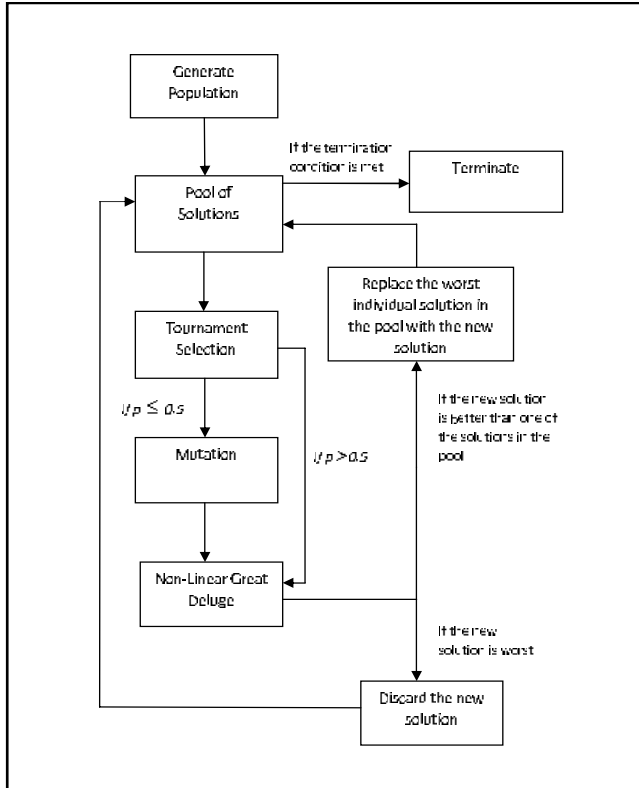 Generate
Population
If the termination
condition is met
Terminate
Pool of
Solutions
Replace the worst
individual solution in
the pool with the new
solution
Tournament
Selection
If p ≤ 0.5
If the new solution
is better than one of
the solutions in the
pool
If p > 0.5
Mutation
Non-Linear Great
Deluge
If the new
solution is worst
Discard the new
solution